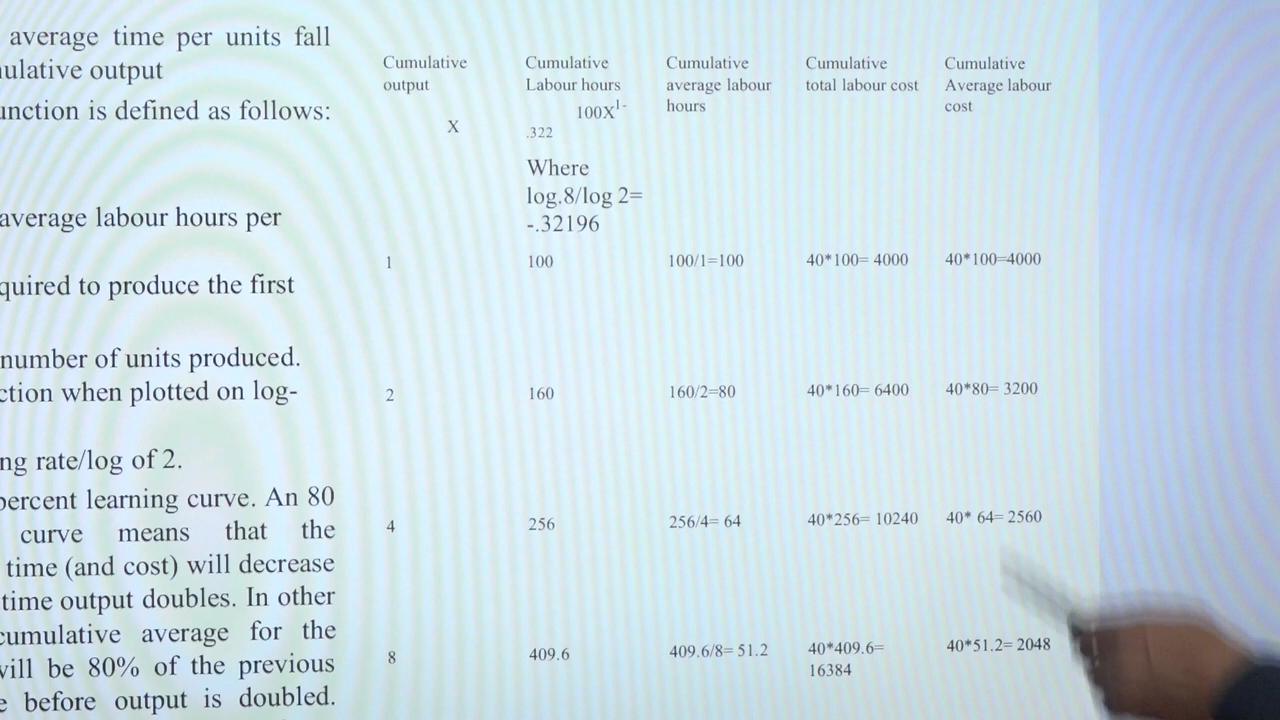 average time per units fall
output
is defined as follows:
average labour hours per
to produce the first
number of units produced.
when plotted on log-
rate/log of 2.
percent learning curve. An 80
curve means that the
time (and cost) will decrease
time output doubles. In other
cumulative average for the
will be 80% of the previous
before output is doubled.
Cumulative output X
Cumulative Labour hours 100X^1-.322
Where log.8/log 2= -.32196
Cumulative average labour hours
Cumulative total labour cost
Cumulative Average labour cost
1 100 100/1=100 40*100= 4000 40*100=4000
2 160 160/2=80 40*160= 6400 40*80= 3200
4 256 256/4= 64 40*256= 10240 40* 64= 2560
8 409.6 409.6/8= 51.2 40*409.6= 16384 40*51.2= 2048